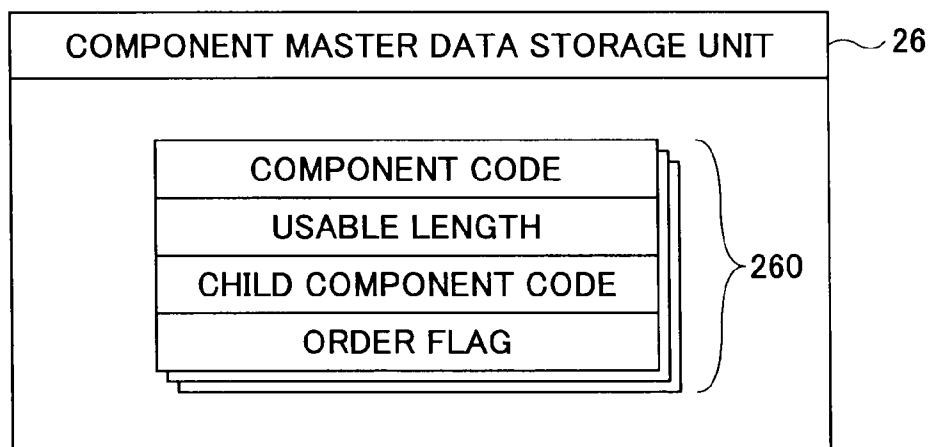 COMPONENT MASTER DATA STORAGE UNIT 26
COMPONENT CODE
USABLE LENGTH
CHILD COMPONENT CODE
260
ORDER FLAG